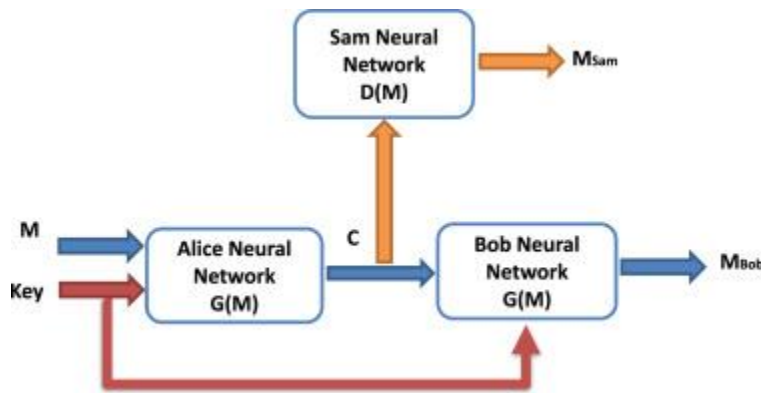 Sam Neural
Network
D(M)
MSam
M
Key
Alice Neural
Network
G(M)
C
Bob Neural
Network
G(M)
MBob